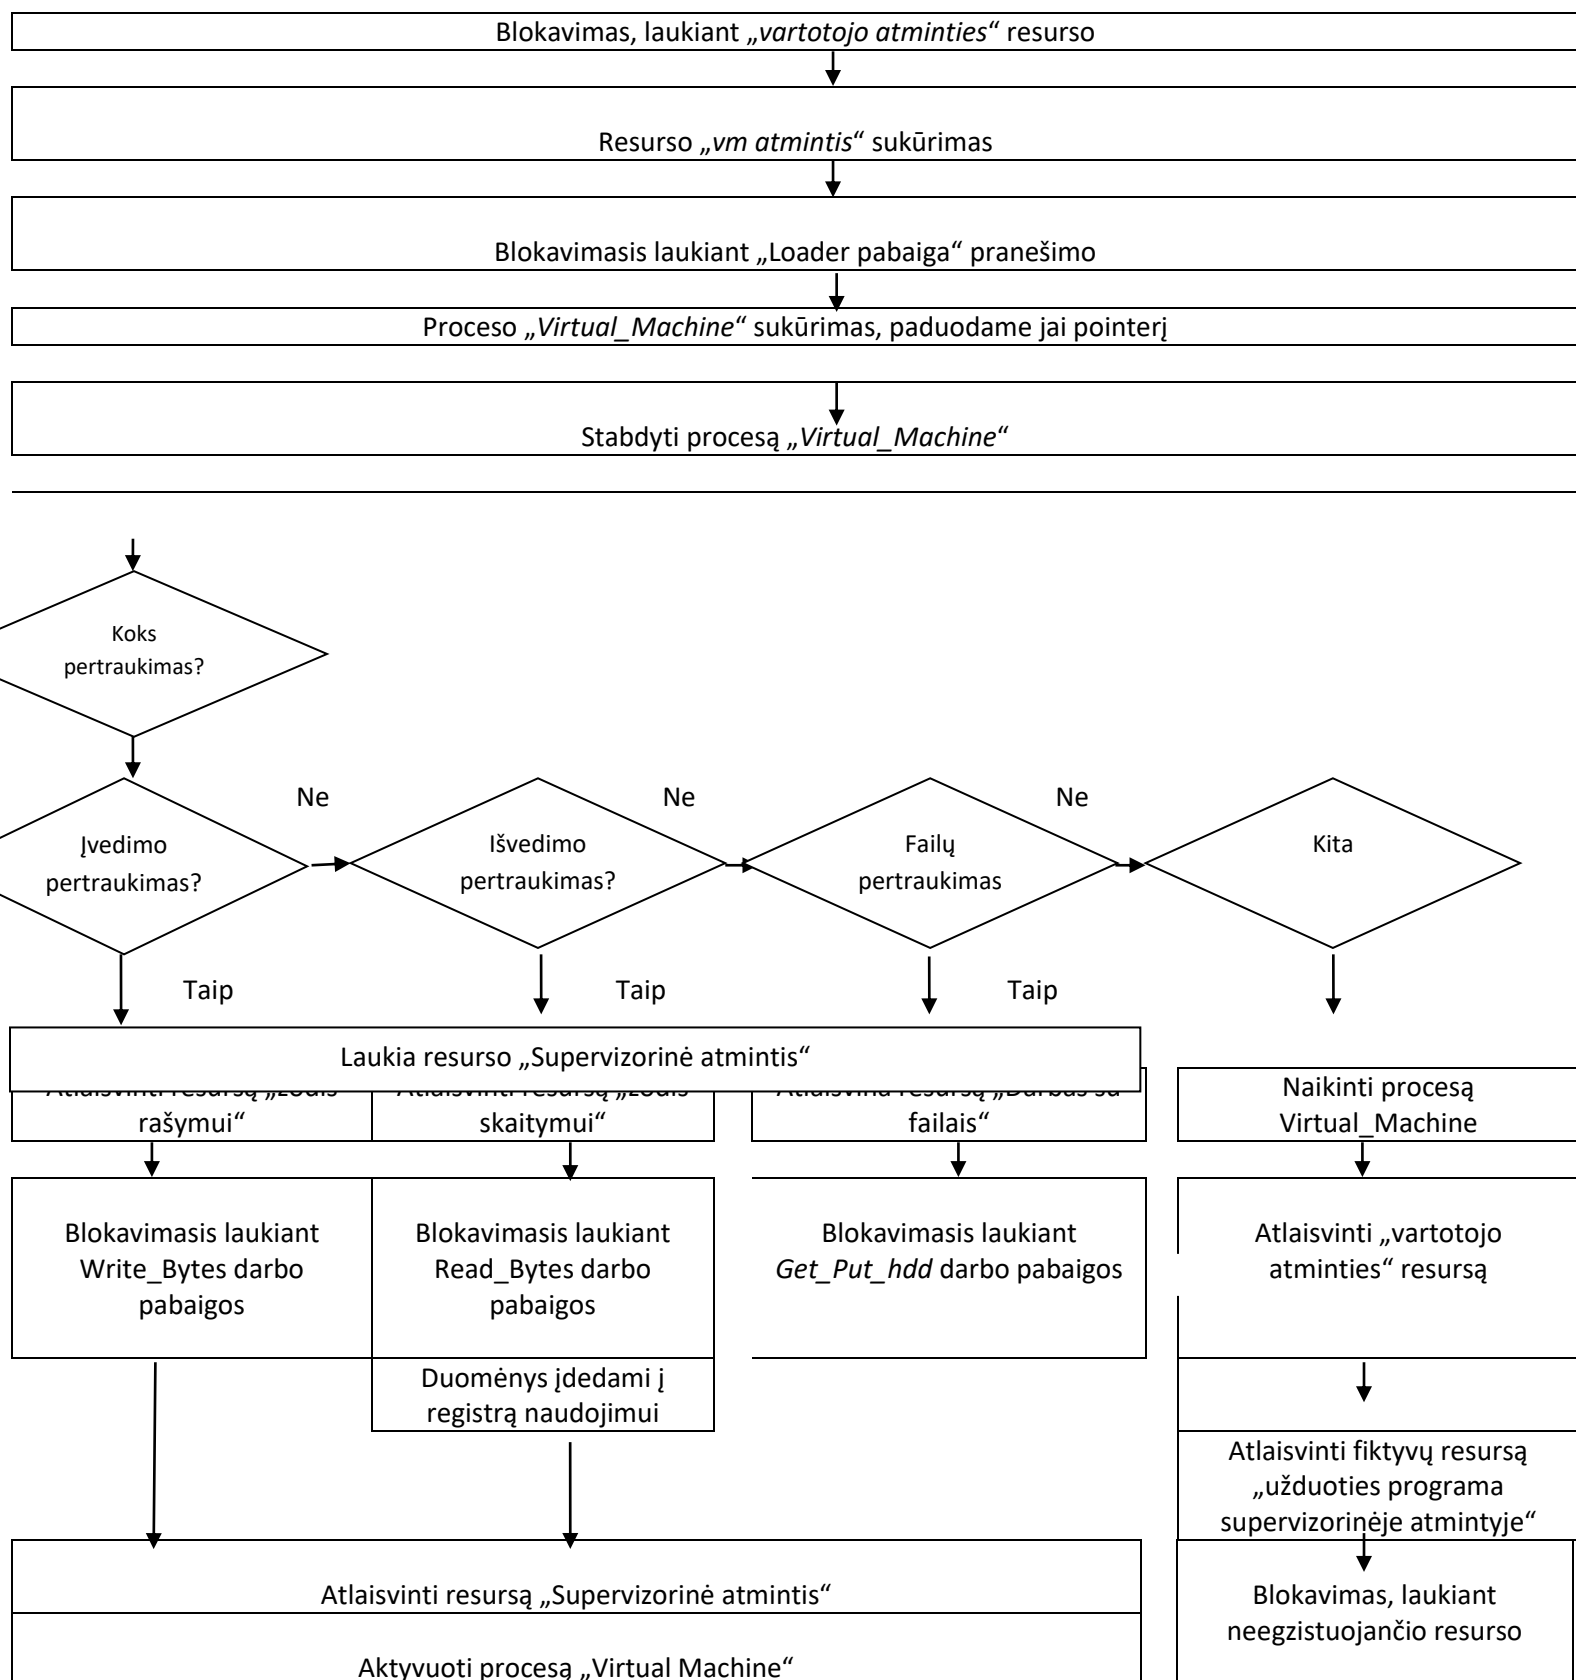 Blokavimas, laukiant „vartotojo atminties“ resurso
Resurso „vm atmintis“ sukūrimas
Blokavimasis laukiant „Loader pabaiga“ pranešimo
Proceso „Virtual_Machine“ sukūrimas, paduodame jai pointerį
Stabdyti procesą „Virtual_Machine“
Koks
pertraukimas?
Ne
Ne
Ne
Įvedimo
pertraukimas?
Išvedimo
pertraukimas?
Failų
pertraukimas
Kita
Taip
Taip
Taip
Laukia resurso „Supervizorinė atmintis“
rašymui“
skaitymui“
failais“
Naikinti procesą
Virtual_Machine
Blokavimasis laukiant
Write_Bytes darbo
pabaigos
Blokavimasis laukiant
Read_Bytes darbo
pabaigos
Blokavimasis laukiant
Get_Put_hdd darbo pabaigos
Atlaisvinti „vartotojo
atminties“ resursą
Duomėnys įdedami į
registrą naudojimui
Atlaisvinti fiktyvų resursą
„užduoties programa
supervizorinėje atmintyje“
Atlaisvinti resursą „Supervizorinė atmintis“
Blokavimas, laukiant
neegzistuojančio resurso
Aktyvuoti procesą „Virtual Machine“